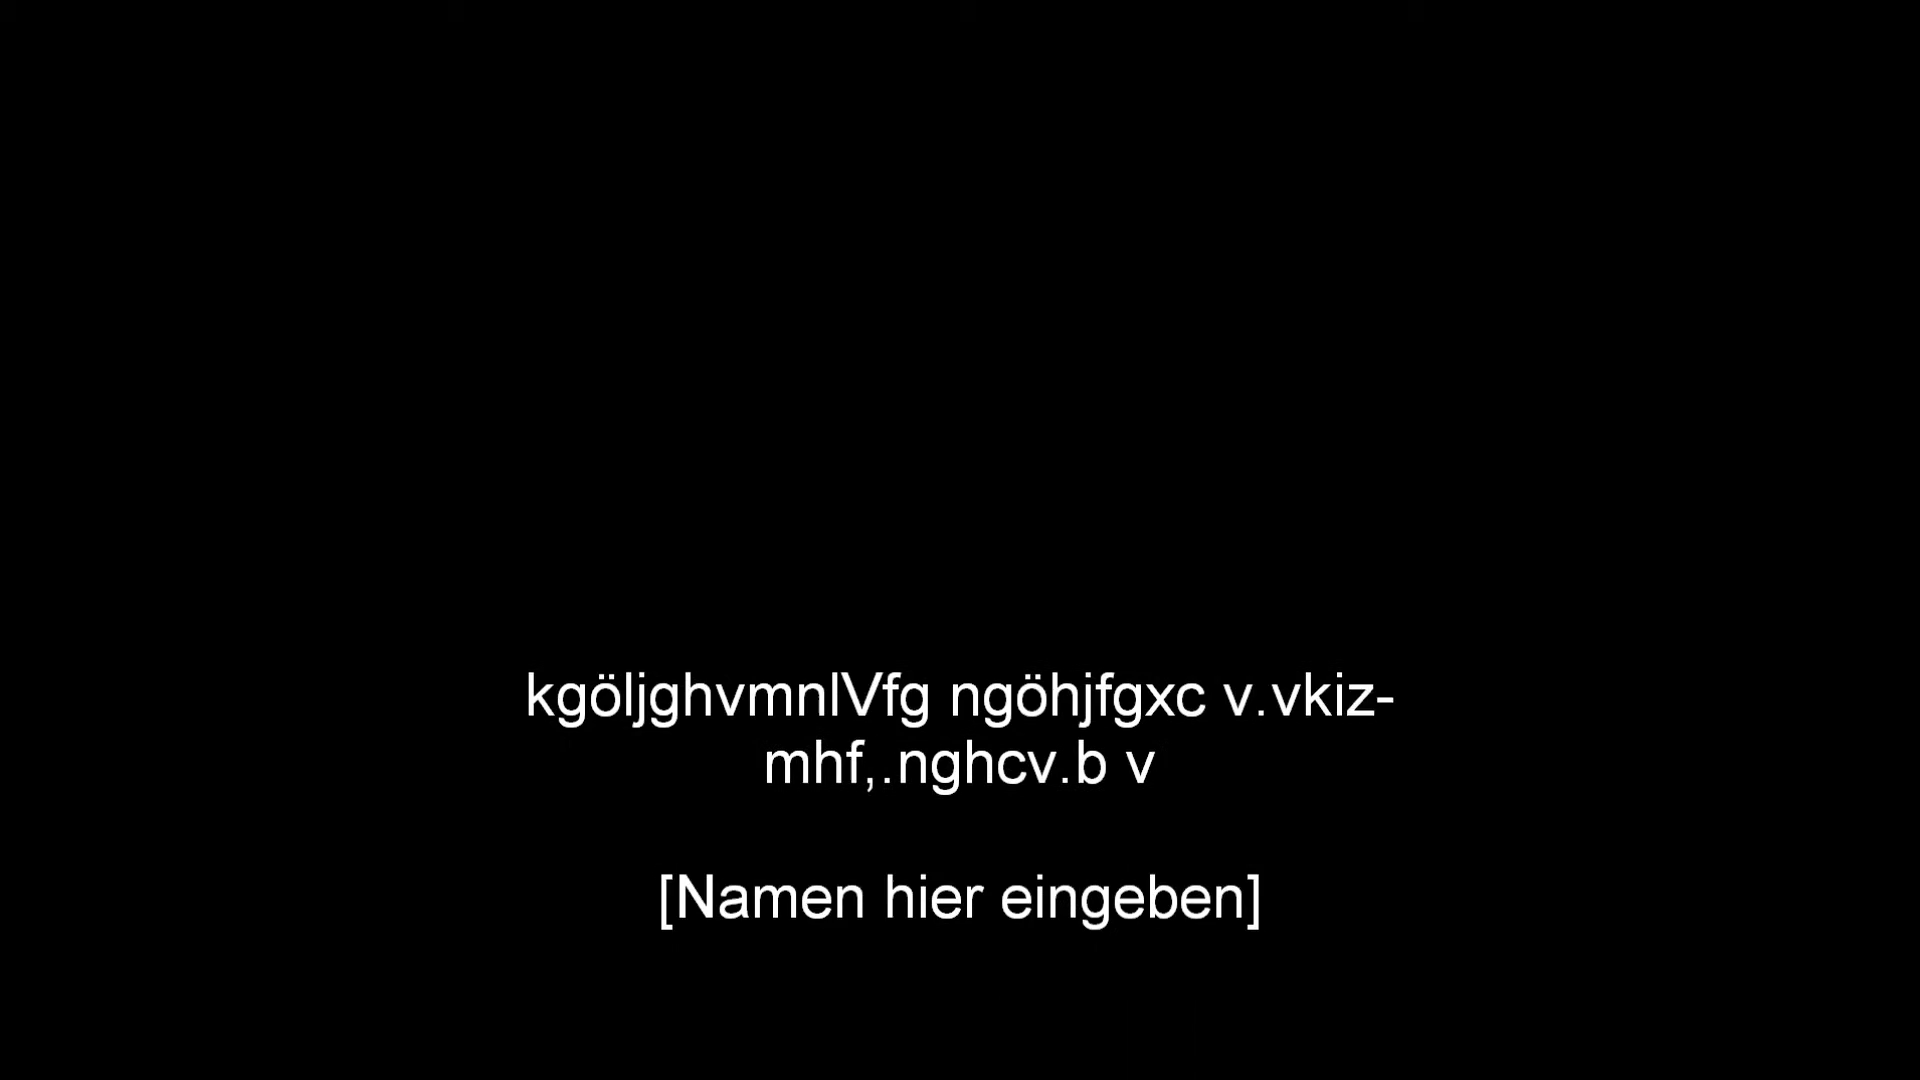 kgöljghvmnlVfg ngöhjfgxc v.vkiz-
mhf,.nghcv.b v
[Namen hier eingeben]